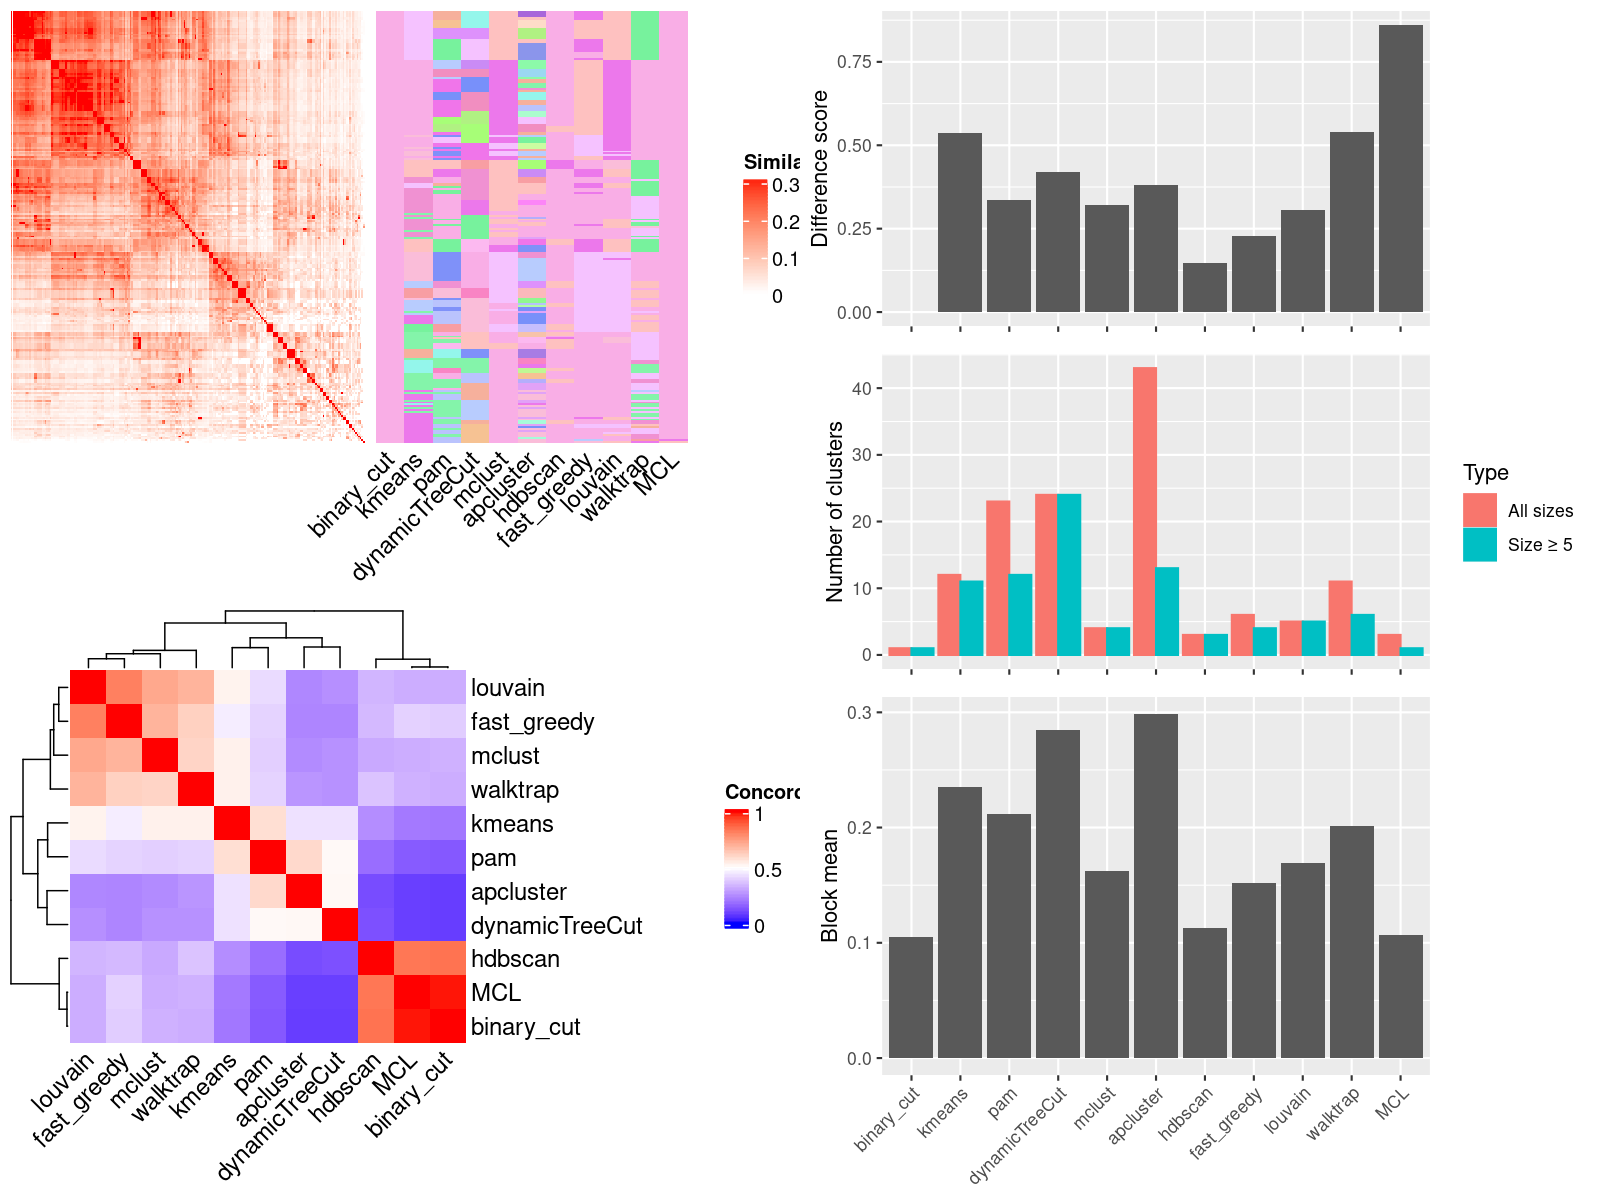 Simila
0.3
0.2
0.1
0
binary_cut
kmeans
pam
dynamicTreeCut
mclust
apcluster
hdbscan
fast_greedy
louvain
walktrap
MCL
louvain
fast_greedy
mclust
walktrap
kmeans
pam
apcluster
dynamicTreeCut
hdbscan
MCL
binary_cut
Concord
1
0.5
0
louvain
fast_greedy
mclust
walktrap
kmeans
pam
apcluster
dynamicTreeCut
hdbscan
MCL
binary_cut
Difference score
0.75
0.50
0.25
0.00
Number of clusters
40
30
20
10
0
Type
All sizes
Size ≥ 5
Block mean
0.3
0.2
0.1
0.0
binary_cut
kmeans
pam
dynamicTreeCut
mclust
apcluster
hdbscan
fast_greedy
louvain
walktrap
MCL